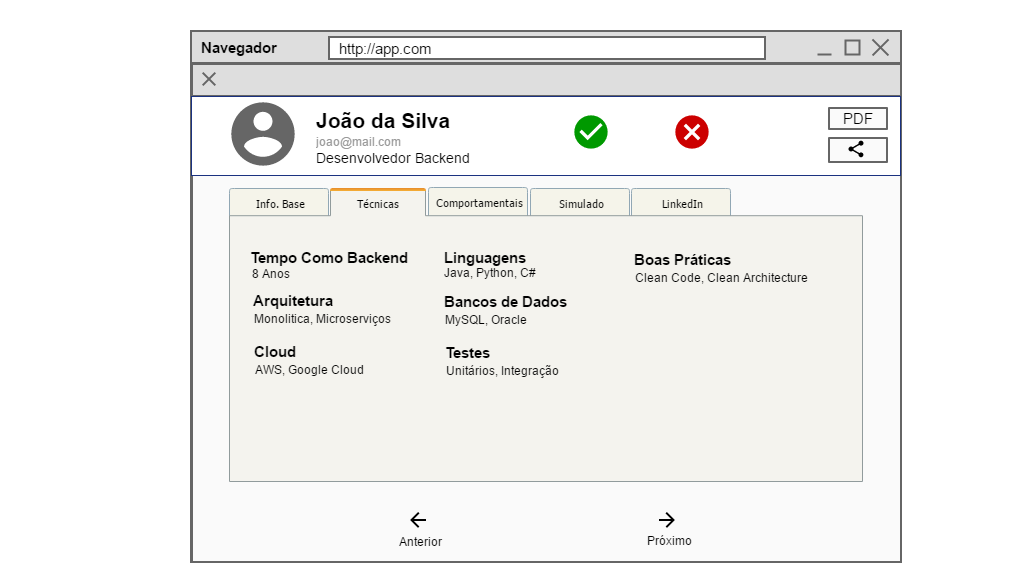 Navegador
http://app.com
João da Silva
joao@mail.com
Desenvolvedor Backend
PDF
Info. Base
Técnicas
Comportamentais
Simulado
LinkedIn
Tempo Como Backend
8 Anos
Linguagens
Java, Python, C#
Boas Práticas
Clean Code, Clean Architecture
Arquitetura
Monolitica, Microserviços
Bancos de Dados
MySQL, Oracle
Cloud
AWS, Google Cloud
Testes
Unitários, Integração
Anterior
Próximo